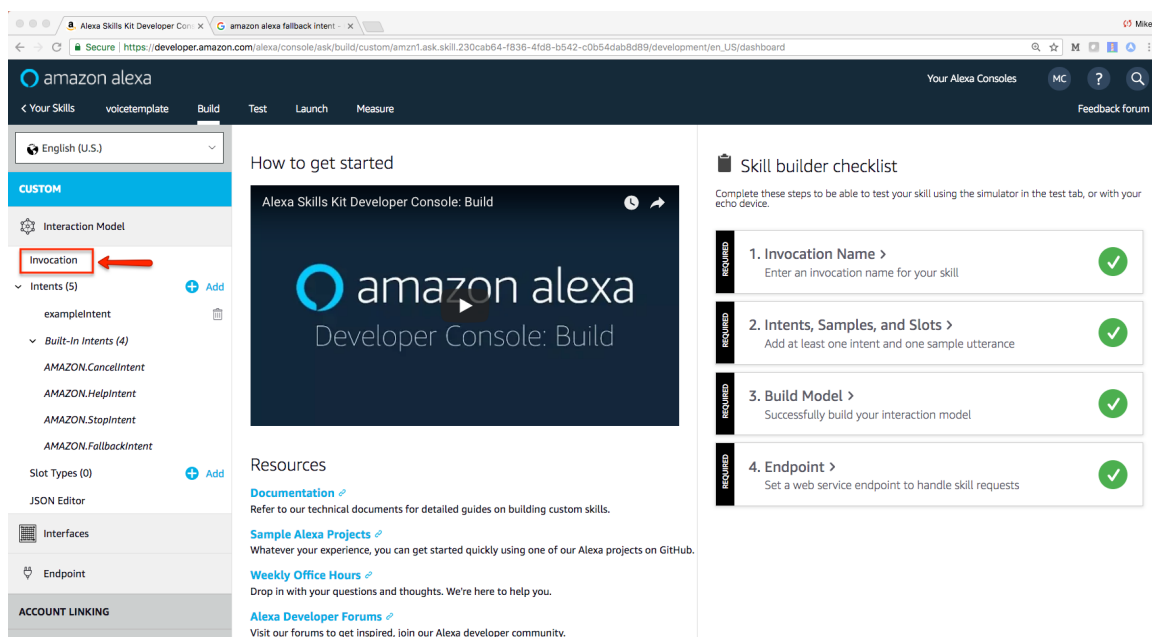 Alexa Skills Kit Developer Con
amazon alexa fallback intent -
Mike
Secure | https://developer.amazon.com/alexa/console/ask/build/custom/amzn1.ask.skill.230cab64-f836-4fd8-b542-c0b54dab8d89/development/en_US/dashboard
amazon alexa
Your Alexa Consoles
MC
?
< Your Skills voicetemplate Build Test Launch Measure
Feedback forum
English (U.S.)
CUSTOM
Interaction Model
Invocation
Intents (5) Add
exampleIntent
Built-In Intents (4)
AMAZON.CancelIntent
AMAZON.HelpIntent
AMAZON.StopIntent
AMAZON.FallbackIntent
Slot Types (0) Add
JSON Editor
Interfaces
Endpoint
ACCOUNT LINKING
How to get started
Alexa Skills Kit Developer Console: Build
amazon alexa
Developer Console: Build
Resources
Documentation
Refer to our technical documents for detailed guides on building custom skills.
Sample Alexa Projects
Whatever your experience, you can get started quickly using one of our Alexa projects on GitHub.
Weekly Office Hours
Drop in with your questions and thoughts. We're here to help you.
Alexa Developer Forums
Visit our forums to get inspired, join our Alexa developer community.
Skill builder checklist
Complete these steps to be able to test your skill using the simulator in the test tab, or with your
echo device.
REQUIRED
1. Invocation Name >
Enter an invocation name for your skill
REQUIRED
2. Intents, Samples, and Slots >
Add at least one intent and one sample utterance
REQUIRED
3. Build Model >
Successfully build your interaction model
REQUIRED
4. Endpoint >
Set a web service endpoint to handle skill requests